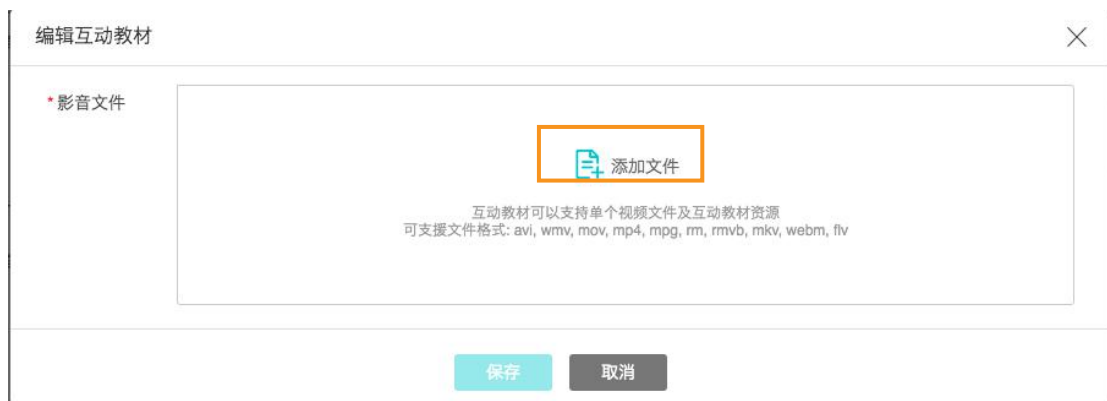 编辑互动教材
*影音文件
添加文件
互动教材可以支持单个视频文件及互动教材资源
可支援文件格式: avi, wmv, mov, mp4, mpg, rm, rmvb, mkv, webm, flv
保存 取消